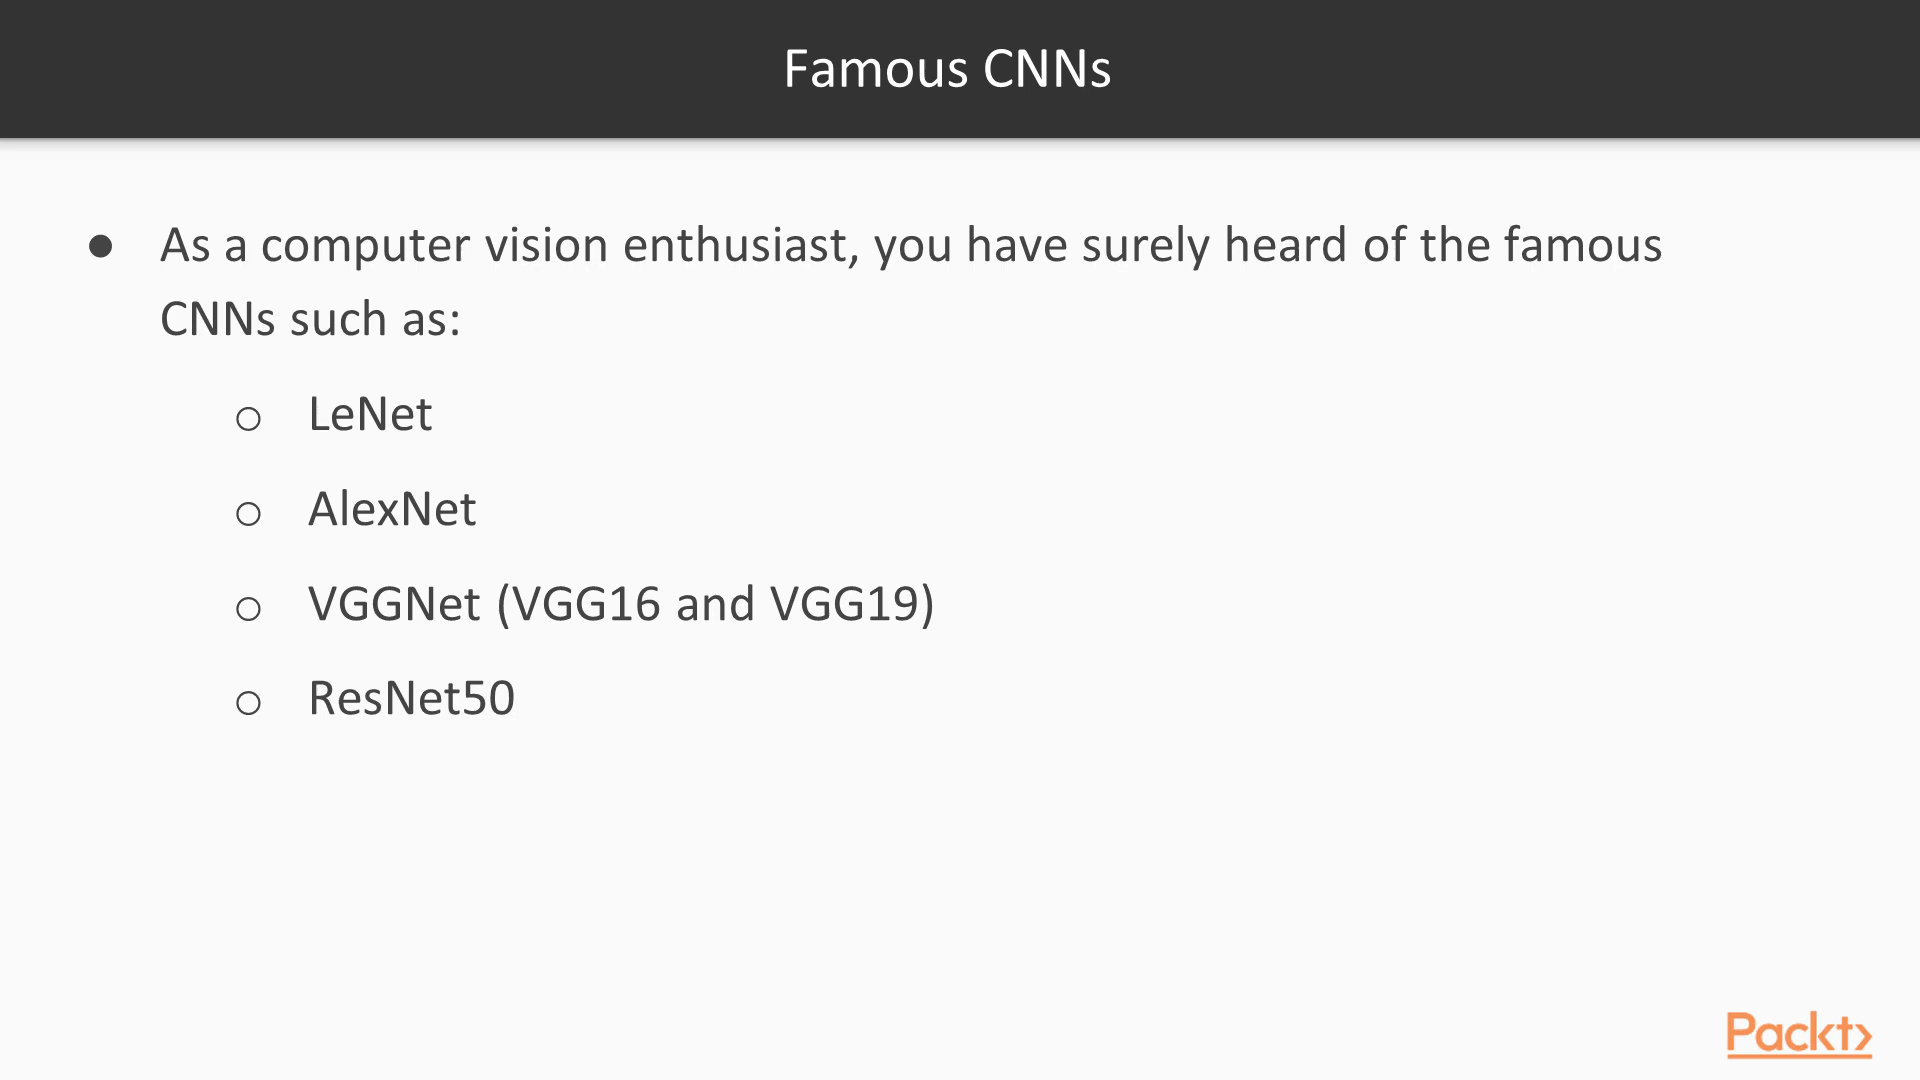 Famous CNNs
● As a computer vision enthusiast, you have surely heard of the famous
CNNs such as:
○ LeNet
○ AlexNet
○ VGGNet (VGG16 and VGG19)
○ ResNet50
Packt>